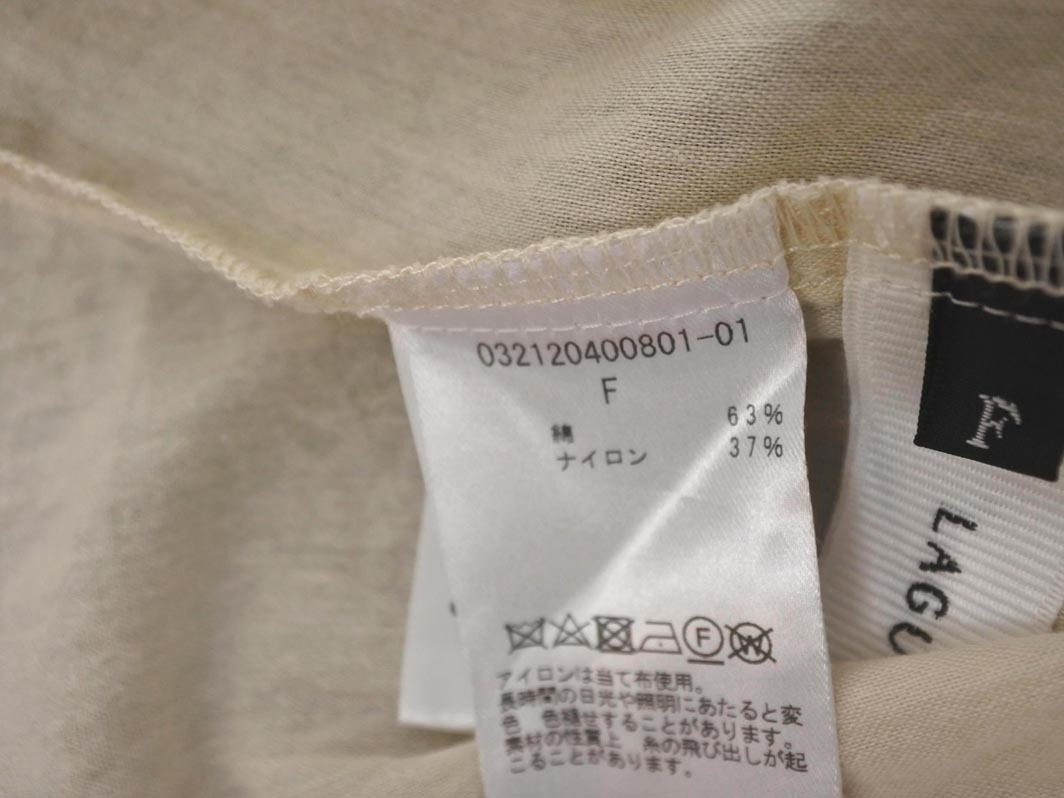 032120400801-01
F
綿 63%
ナイロン 37%
F
W
アイロンは当て布使用。
長時間の日光や照明にあたると変
色 色褪せすることがあります。
素材の性質上 糸の飛び出しが起
こることがあります。